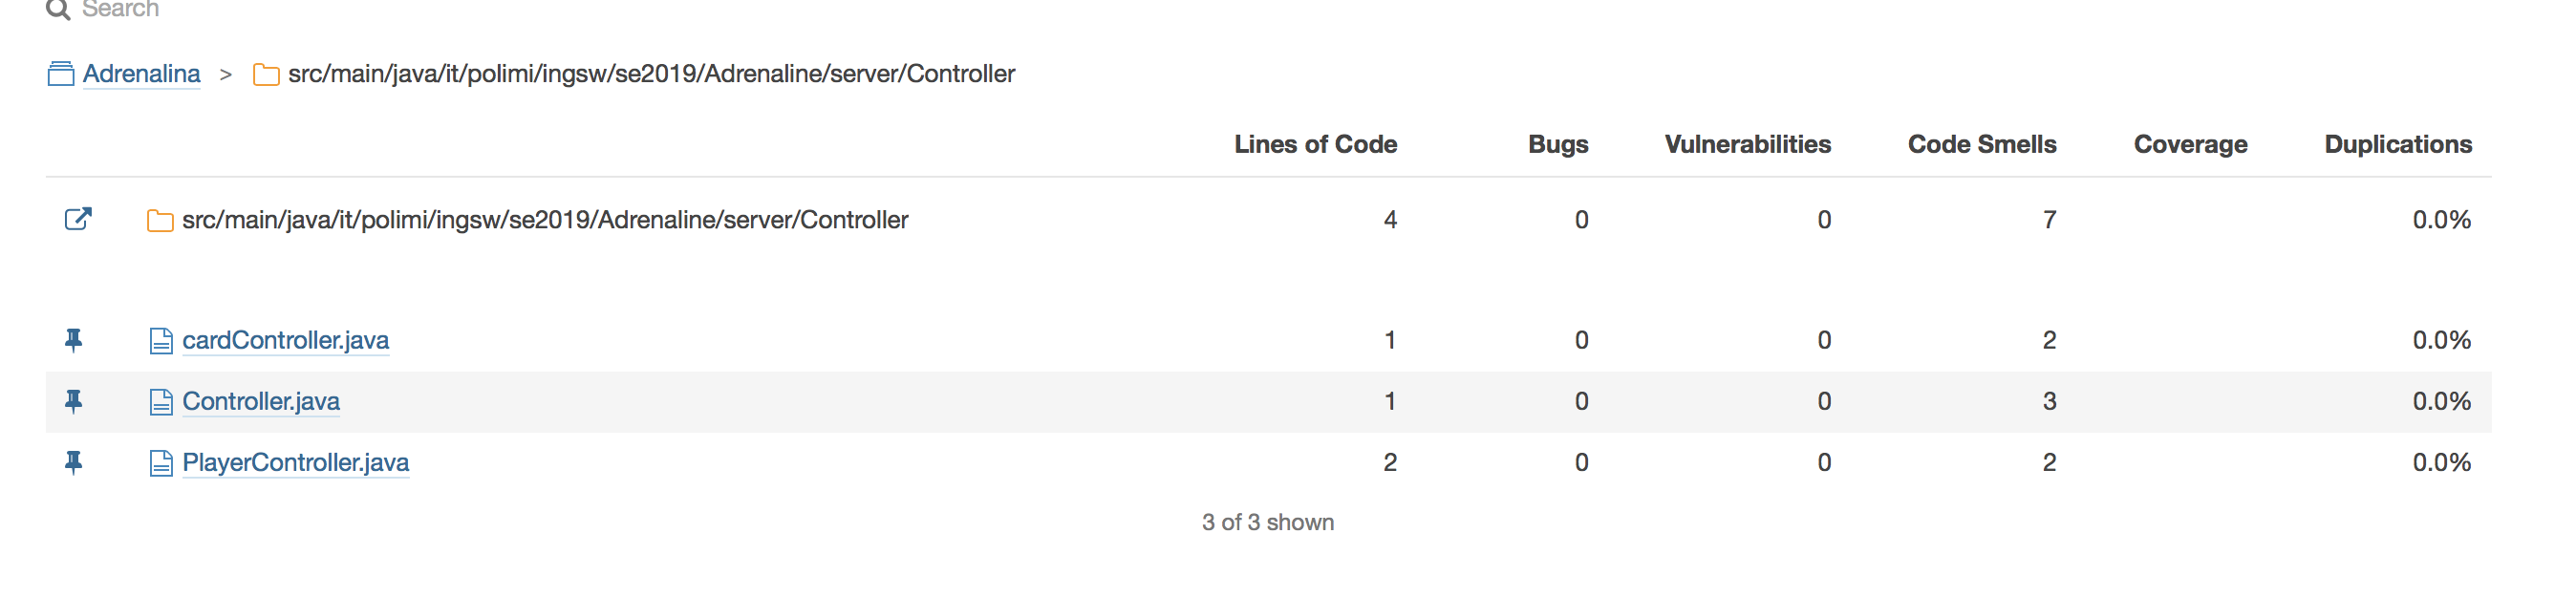 Search
Adrenalina > src/main/java/it/polimi/ingsw/se2019/Adrenaline/server/Controller
Lines of Code Bugs Vulnerabilities Code Smells Coverage Duplications
src/main/java/it/polimi/ingsw/se2019/Adrenaline/server/Controller 4 0 0 7 0.0%
cardController.java 1 0 0 2 0.0%
Controller.java 1 0 0 3 0.0%
PlayerController.java 2 0 0 2 0.0%
3 of 3 shown